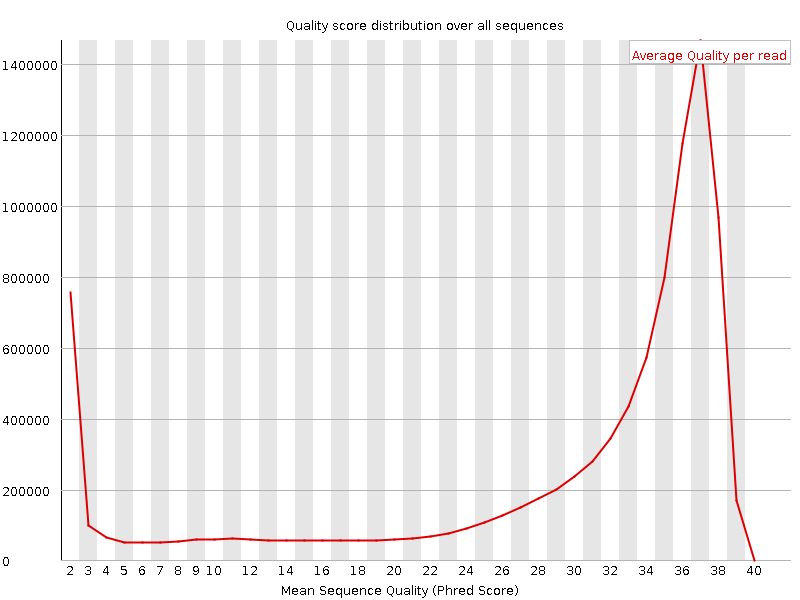 Quality score distribution over all sequences
Average Quality per read
1400000
1200000
1000000
800000
600000
400000
200000
0
2 3 4 5 6 7 8 9 10 12 14 16 18 20 22 24 26 28 30 32 34 36 38 40
Mean Sequence Quality (Phred Score)